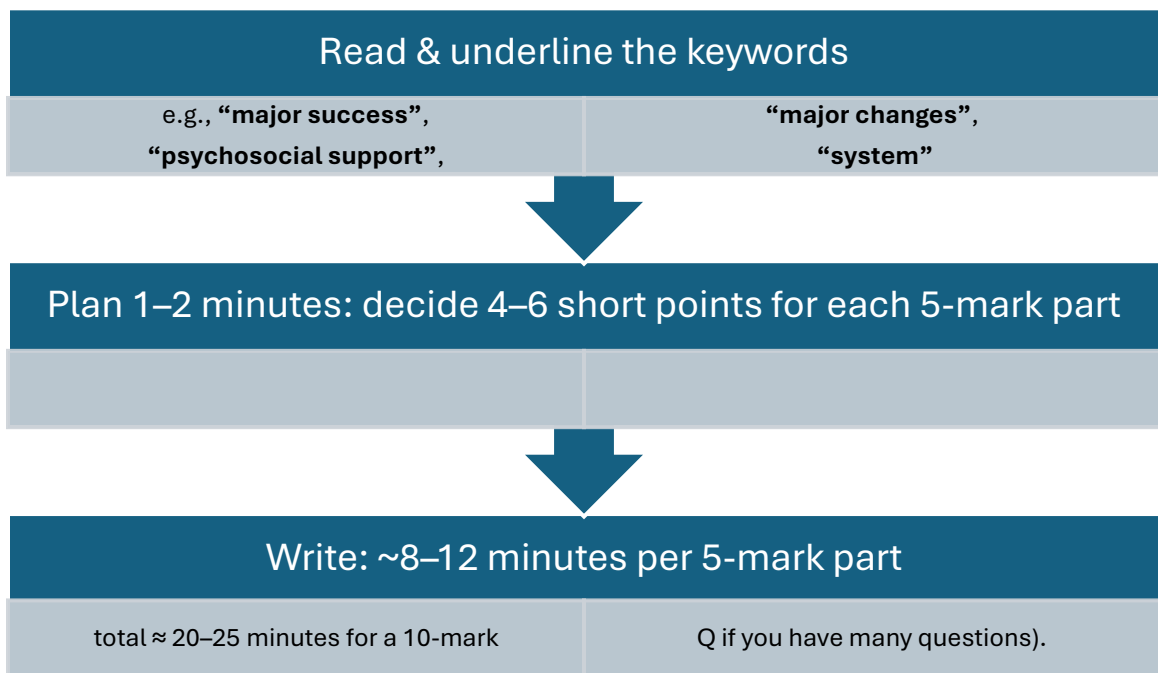 Read & underline the keywords
e.g., “major success”,
“psychosocial support”,
“major changes”,
“system”
Plan 1–2 minutes: decide 4–6 short points for each 5-mark part
Write: ~8–12 minutes per 5-mark part
total ≈ 20–25 minutes for a 10-mark
Q if you have many questions).